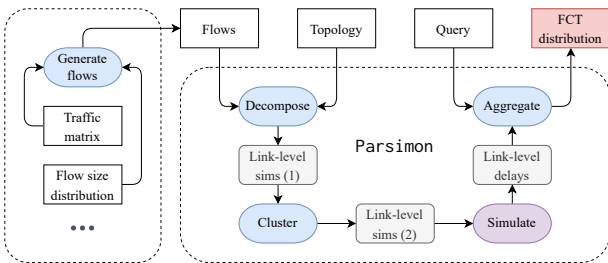 Flows
Topology
Query
FCT
distribution
Generate
flows
Traffic
matrix
Flow size
distribution
Decompose
Aggregate
Parsimon
Link-level
sims (1)
Link-level
delays
Cluster
Link-level
sims (2)
Simulate